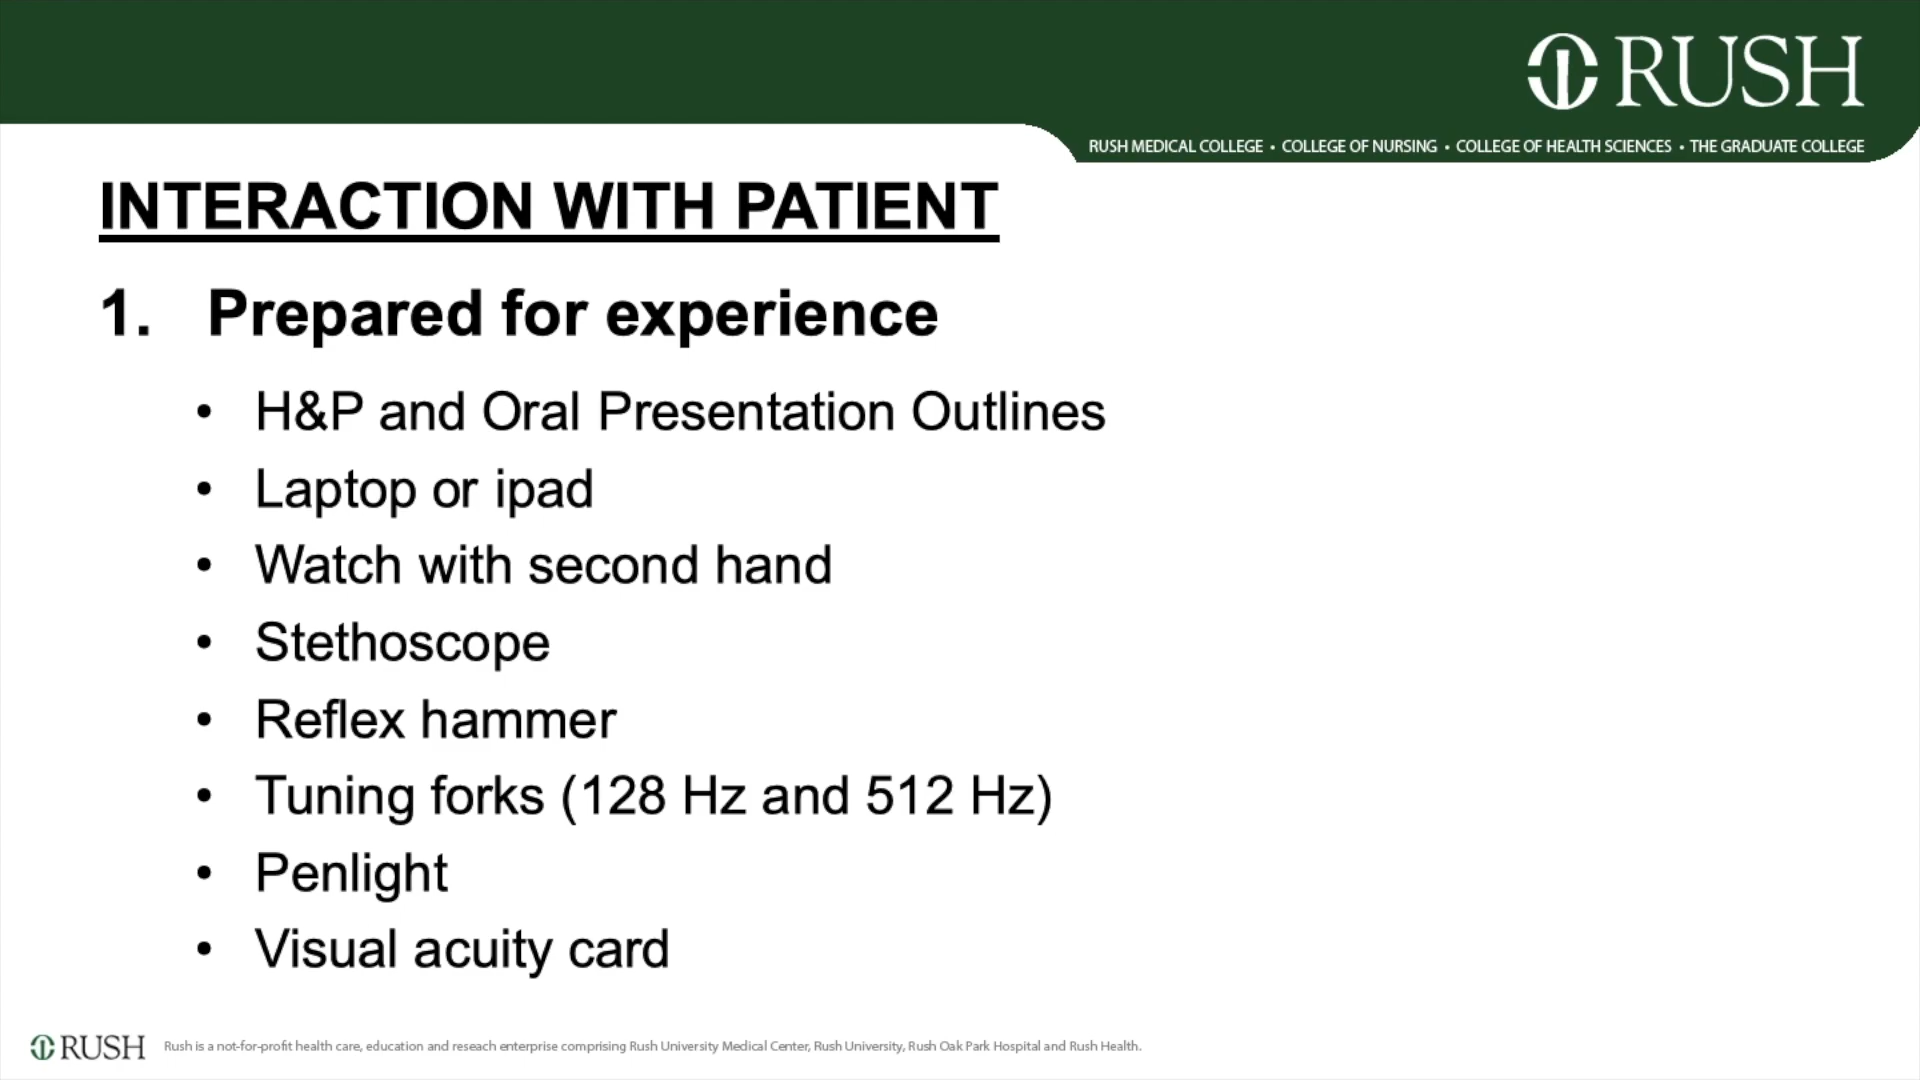 RUSH
RUSH MEDICAL COLLEGE • COLLEGE OF NURSING • COLLEGE OF HEALTH SCIENCES • THE GRADUATE COLLEGE
INTERACTION WITH PATIENT
1. Prepared for experience
• H&P and Oral Presentation Outlines
• Laptop or ipad
• Watch with second hand
• Stethoscope
• Reflex hammer
• Tuning forks (128 Hz and 512 Hz)
• Penlight
• Visual acuity card
RUSH Rush is a not-for-profit health care, education and reseach enterprise comprising Rush University Medical Center, Rush University, Rush Oak Park Hospital and Rush Health.